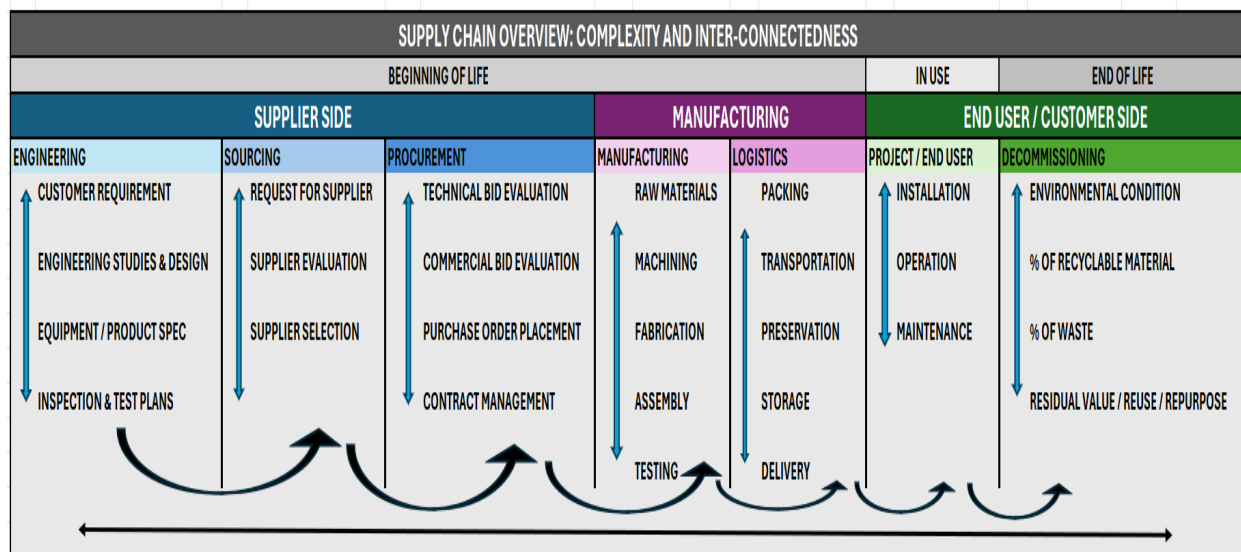 SUPPLY CHAIN OVERVIEW: COMPLEXITY AND INTER-CONNECTEDNESS
BEGINNING OF LIFE
IN USE
END OF LIFE
SUPPLIER SIDE
MANUFACTURING
END USER / CUSTOMER SIDE
ENGINEERING
CUSTOMER REQUIREMENT
ENGINEERING STUDIES & DESIGN
EQUIPMENT / PRODUCT SPEC
INSPECTION & TEST PLANS
SOURCING
REQUEST FOR SUPPLIER
SUPPLIER EVALUATION
SUPPLIER SELECTION
PROCUREMENT
TECHNICAL BID EVALUATION
COMMERCIAL BID EVALUATION
PURCHASE ORDER PLACEMENT
CONTRACT MANAGEMENT
MANUFACTURING
RAW MATERIALS
MACHINING
FABRICATION
ASSEMBLY
TESTING
LOGISTICS
PACKING
TRANSPORTATION
PRESERVATION
STORAGE
DELIVERY
PROJECT / END USER
INSTALLATION
OPERATION
MAINTENANCE
DECOMMISSIONING
ENVIRONMENTAL CONDITION
% OF RECYCLABLE MATERIAL
% OF WASTE
RESIDUAL VALUE / REUSE / REPURPOSE